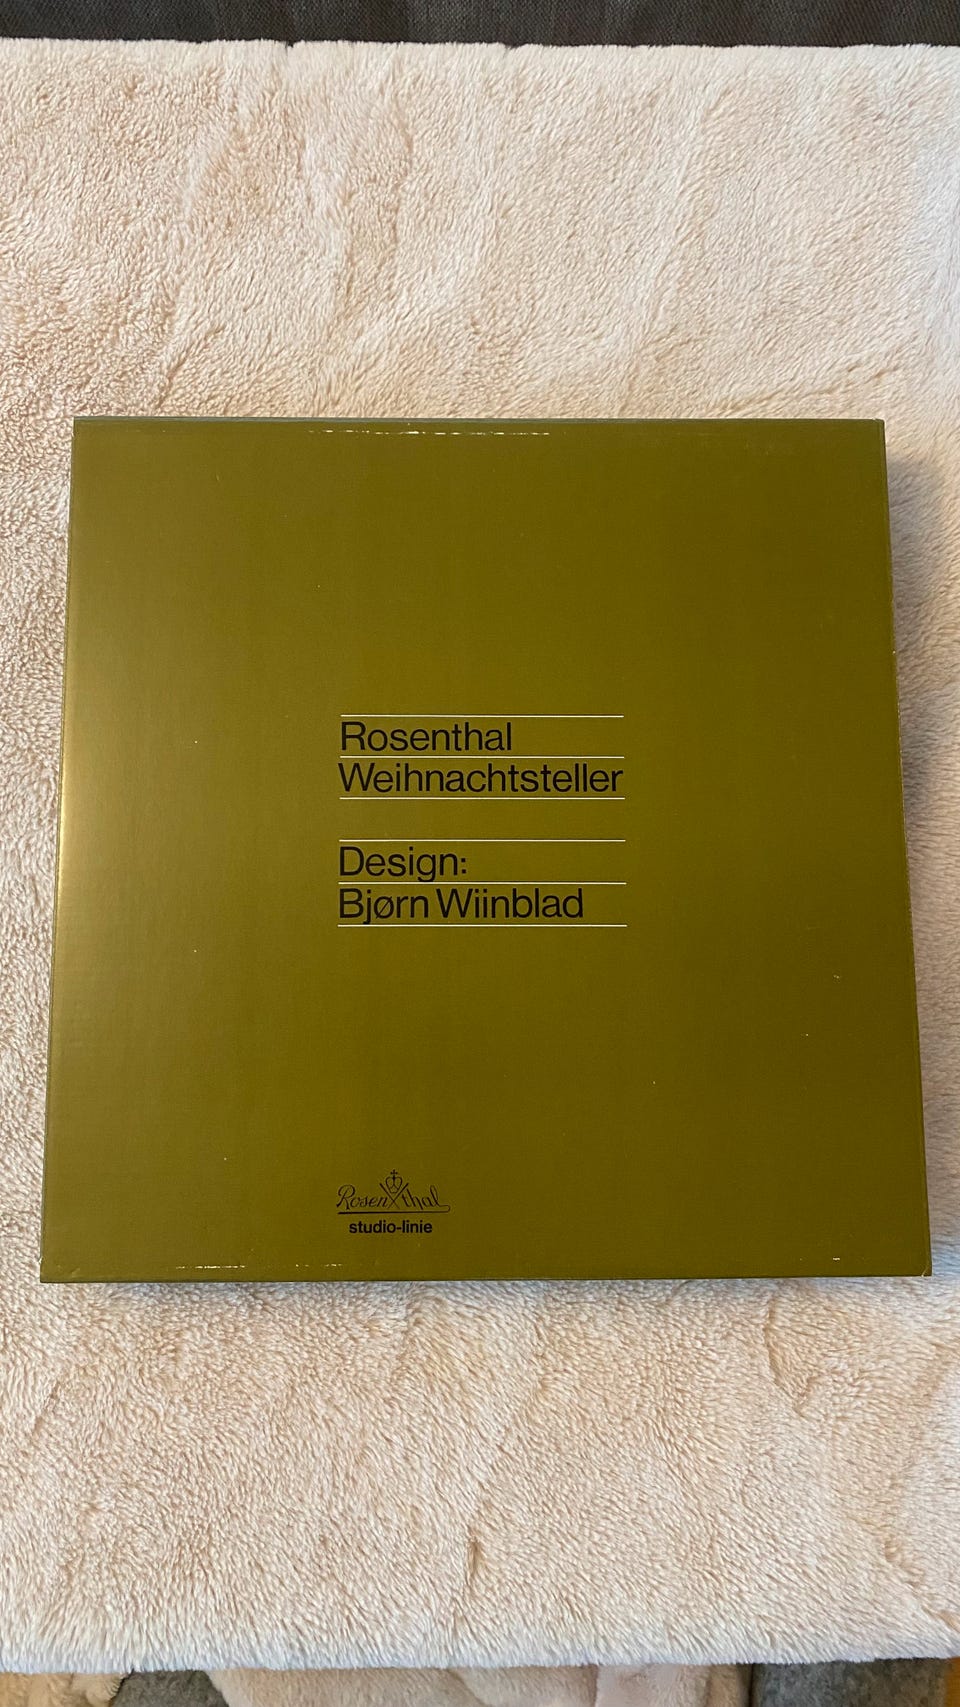 Rosenthal
Weihnachtsteller
Design:
Bjørn Wiinblad
Rosenthal
studio-linie